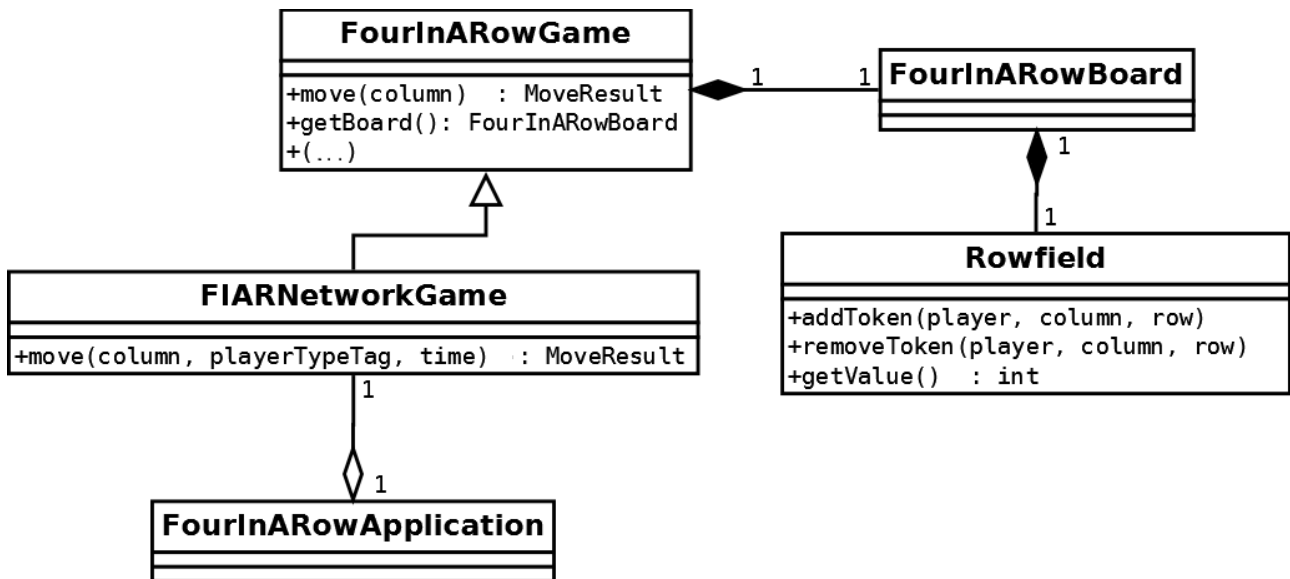 FourInARowGame
+move(column)  : MoveResult
+getBoard(): FourInARowBoard
+(...)
1
1
FourInARowBoard
1
1
Rowfield
+addToken(player, column, row)
+removeToken(player, column, row)
+getValue()  : int
FIARNetworkGame
+move(column, playerTypeTag, time)  : MoveResult
1
1
FourInARowApplication